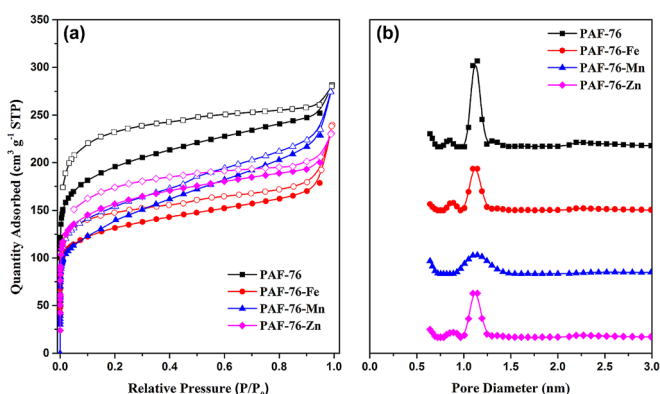 (a)
350
300
250
200
150
100
50
0
Quantity Adsorbed (cm3 g-1 STP)
PAF-76
PAF-76-Fe
PAF-76-Mn
PAF-76-Zn
0.0 0.2 0.4 0.6 0.8 1.0
Relative Pressure (P/P0)
(b)
PAF-76
PAF-76-Fe
PAF-76-Mn
PAF-76-Zn
0.0 0.5 1.0 1.5 2.0 2.5 3.0
Pore Diameter (nm)